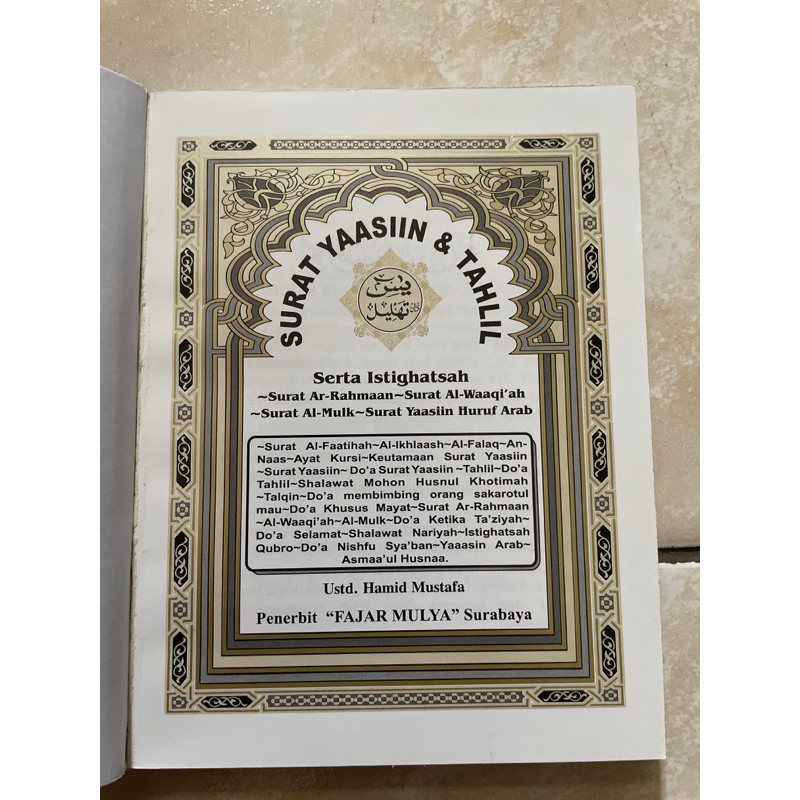 SURAT YAASIIN & TAHLIL
يس
تهليل
Serta Istighatsah
~Surat Ar-Rahmaan~Surat Al-Waaqi'ah
~Surat Al-Mulk~Surat Yaasiin Huruf Arab
~Surat Al-Faatihah~Al-Ikhlaash~Al-Falaq~An-
Naas~Ayat Kursi~Keutamaan Surat Yaasiin
~Surat Yaasiin~ Do'a Surat Yaasiin ~Tahlil~Do'a
Tahlil~Shalawat Mohon Husnul Khotimah
~Talqin~Do'a membimbing orang sakarotul
mau~Do'a Khusus Mayat~Surat Ar-Rahmaan
~Al-Waaqi'ah~Al-Mulk~Do'a Ketika Ta'ziyah~
Do'a Selamat~Shalawat Nariyah~Istighatsah
Qubro~Do'a Nishfu Sya'ban~Yaaasin Arab~
Asmaa'ul Husnaa.
Ustd. Hamid Mustafa
Penerbit "FAJAR MULYA" Surabaya